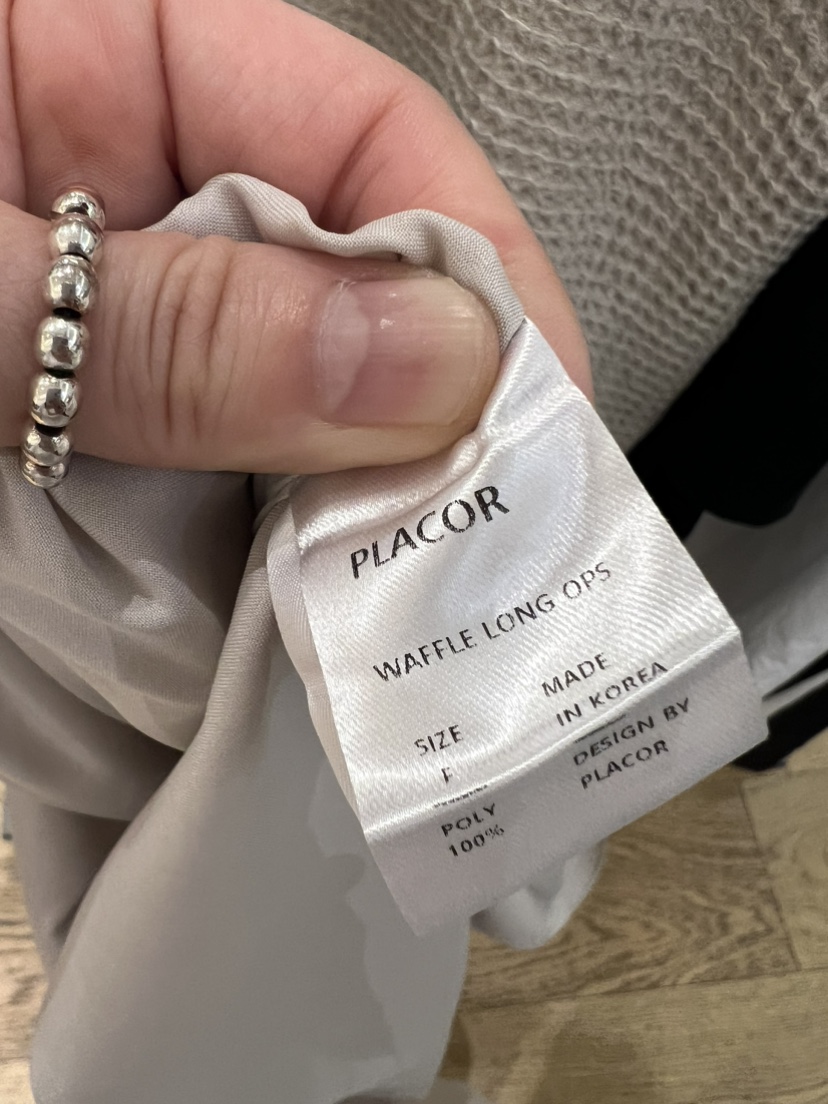 PLACOR
WAFFLE LONG OPS
SIZE
F
MADE
IN KOREA
POLY
100%
DESIGN BY
PLACOR